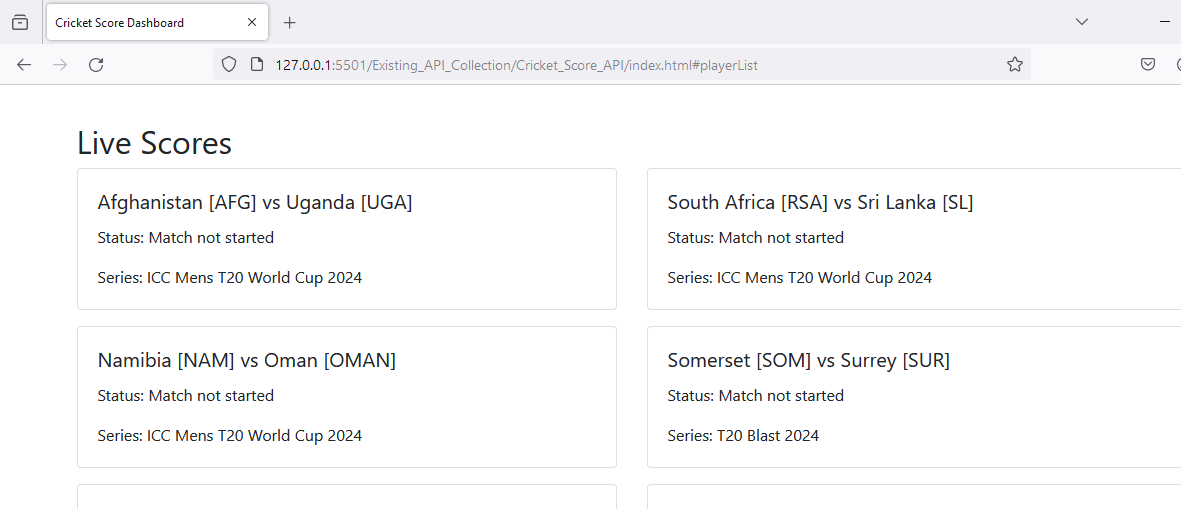 Cricket Score Dashboard
127.0.0.1:5501/Existing_API_Collection/Cricket_Score_API/index.html#playerList
Live Scores
Afghanistan [AFG] vs Uganda [UGA]
Status: Match not started
Series: ICC Mens T20 World Cup 2024
South Africa [RSA] vs Sri Lanka [SL]
Status: Match not started
Series: ICC Mens T20 World Cup 2024
Namibia [NAM] vs Oman [OMAN]
Status: Match not started
Series: ICC Mens T20 World Cup 2024
Somerset [SOM] vs Surrey [SUR]
Status: Match not started
Series: T20 Blast 2024